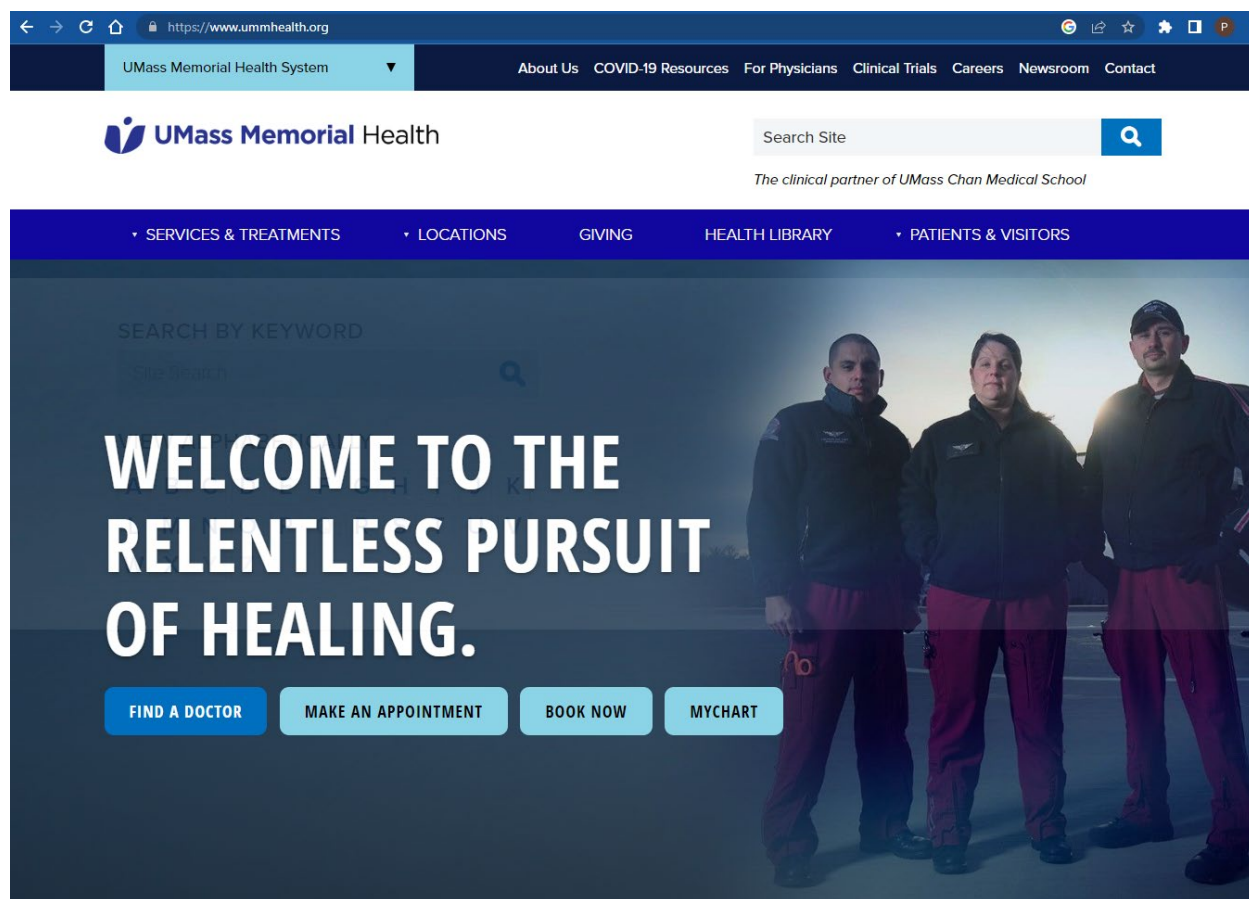 https://www.ummhealth.org
P
UMass Memorial Health System
About Us COVID-19 Resources For Physicians Clinical Trials Careers Newsroom Contact
UMass Memorial Health
Search Site
The clinical partner of UMass Chan Medical School
SERVICES & TREATMENTS LOCATIONS GIVING HEALTH LIBRARY PATIENTS & VISITORS
SEARCH BY KEYWORD
Site Search
WELCOME TO THE
RELENTLESS PURSUIT
OF HEALING.
FIND A DOCTOR MAKE AN APPOINTMENT BOOK NOW MYCHART